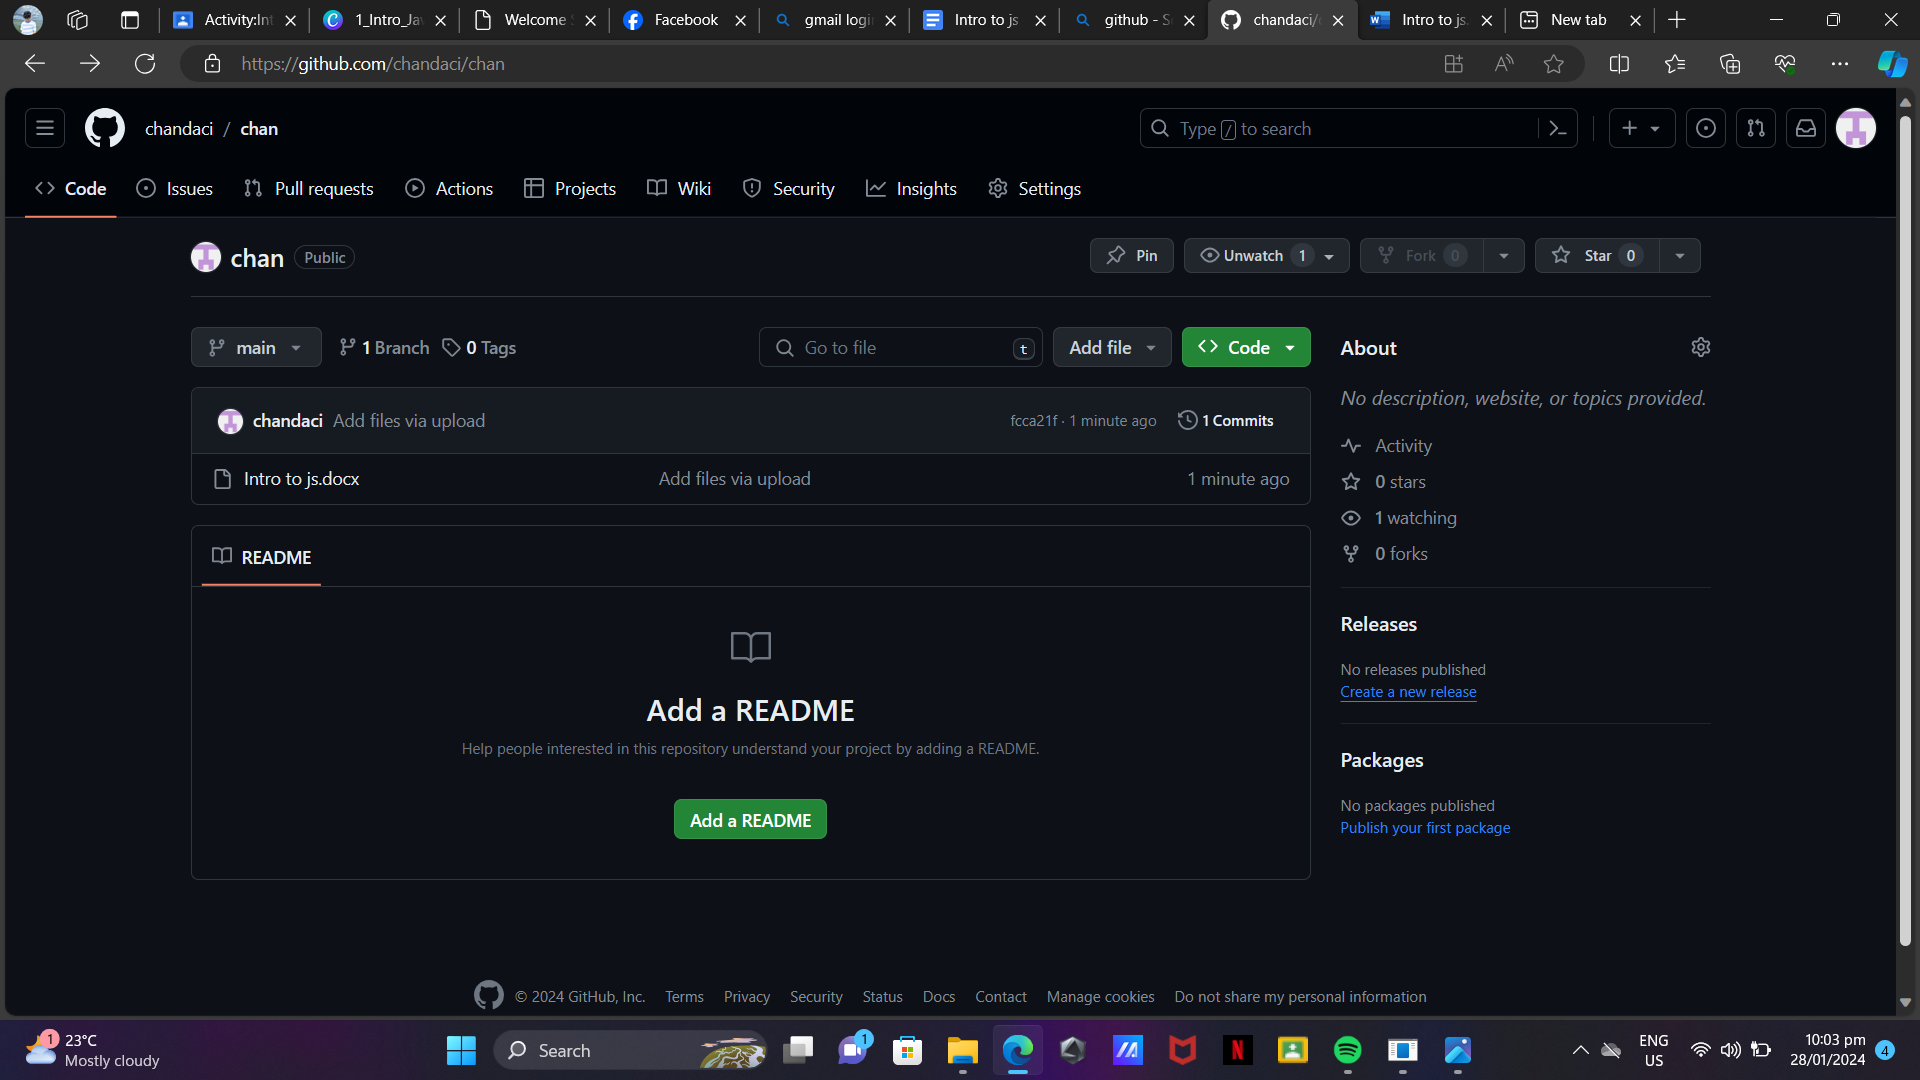 Activity:Int
1_Intro_Jav
Welcome S
Facebook
gmail login
Intro to js
github - Se
chandaci/c
Intro to js.
New tab
https://github.com/chandaci/chan
chandaci / chan
Type / to search
Code
Issues
Pull requests
Actions
Projects
Wiki
Security
Insights
Settings
chan Public
Pin
Unwatch 1
Fork 0
Star 0
main
1 Branch
0 Tags
Go to file t
Add file
Code
About
No description, website, or topics provided.
chandaci Add files via upload
fcca21f · 1 minute ago
1 Commits
Intro to js.docx
Add files via upload
1 minute ago
Activity
0 stars
1 watching
0 forks
README
Add a README
Help people interested in this repository understand your project by adding a README.
Add a README
Releases
No releases published
Create a new release
Packages
No packages published
Publish your first package
© 2024 GitHub, Inc. Terms Privacy Security Status Docs Contact Manage cookies Do not share my personal information
1
23°C
Mostly cloudy
Search
1
N
ENG
US
10:03 pm
28/01/2024
4